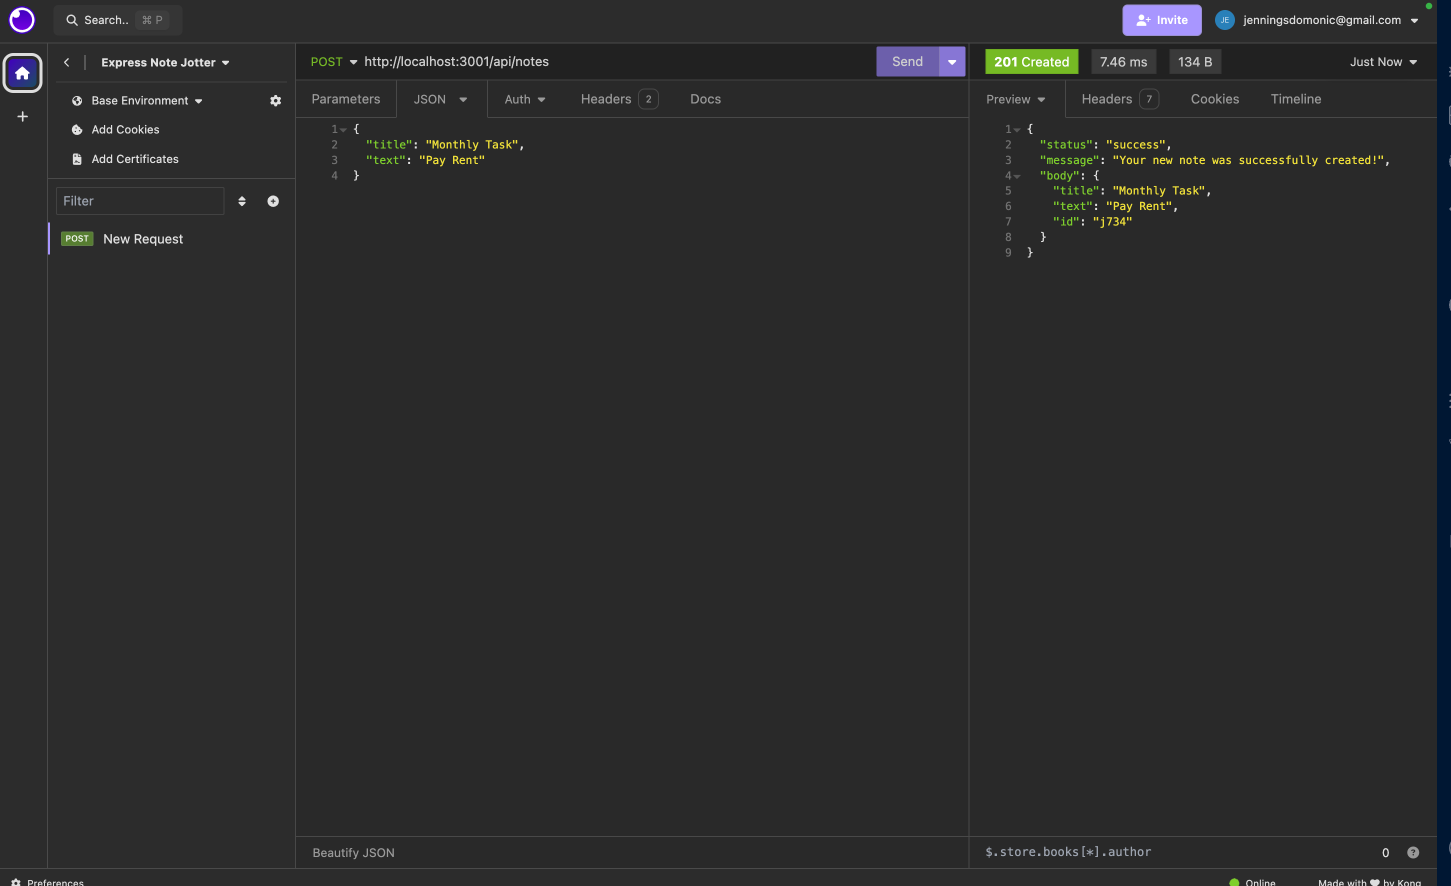 Search.. ⌘ P
Invite
JE jenningsdomonic@gmail.com
Express Note Jotter
Base Environment
Add Cookies
Add Certificates
Filter
POST New Request
POST http://localhost:3001/api/notes Send
Parameters JSON Auth Headers 2 Docs
1 {
2 "title": "Monthly Task",
3 "text": "Pay Rent"
4 }
Beautify JSON
201 Created 7.46 ms 134 B Just Now
Preview Headers 7 Cookies Timeline
1 {
2 "status": "success",
3 "message": "Your new note was successfully created!",
4 "body": {
5 "title": "Monthly Task",
6 "text": "Pay Rent",
7 "id": "j734"
8 }
9 }
$.store.books[*].author 0 ?
Preferences
Online Made with ❤ by Kong